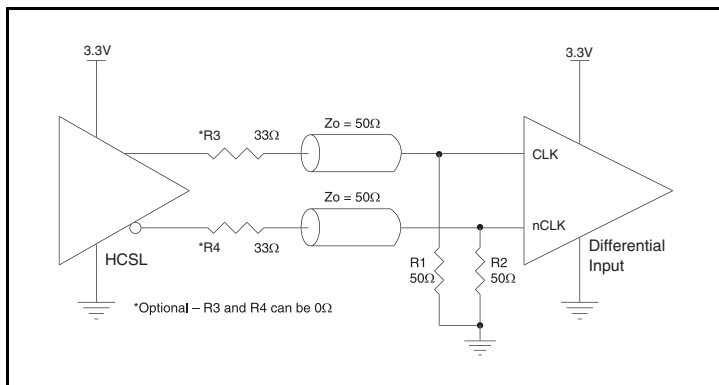 3.3V
3.3V
*R3 33Ω
Zo = 50Ω
CLK
Zo = 50Ω
nCLK
*R4 33Ω
HCSL
Differential
Input
R1
50Ω
R2
50Ω
*Optional – R3 and R4 can be 0Ω